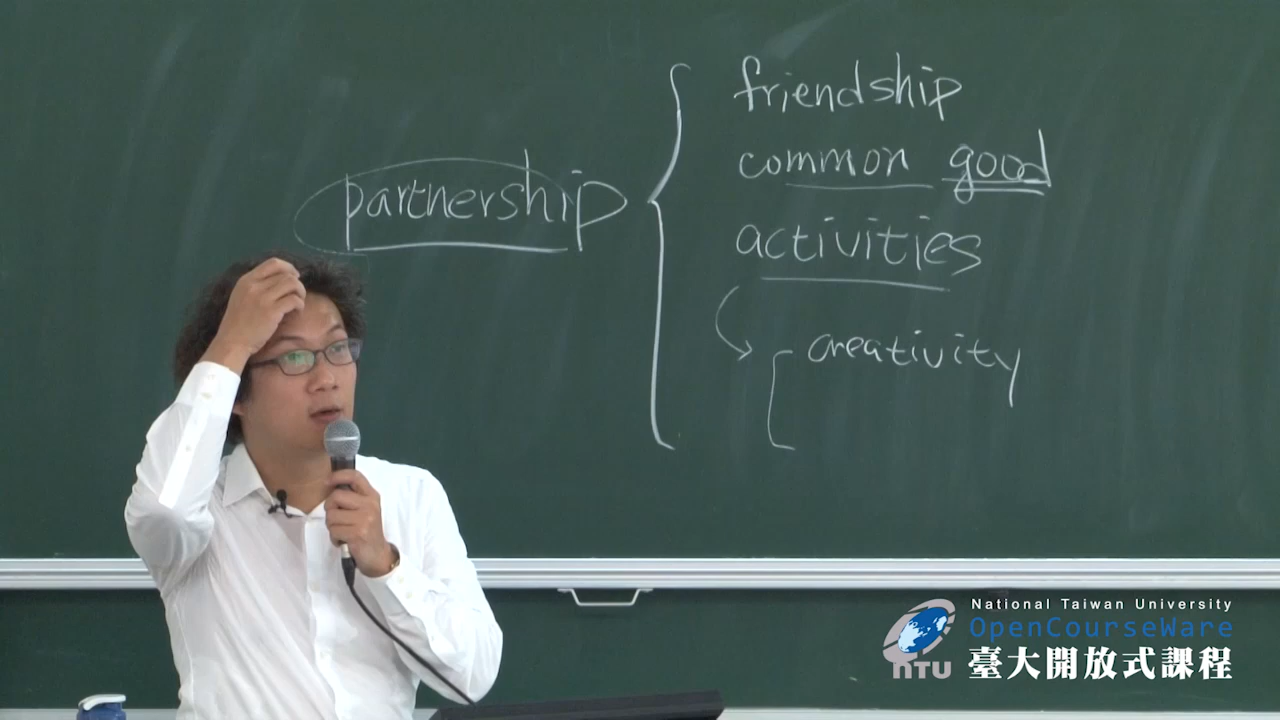 partnership
friendship
common good
activities
creativity
National Taiwan University
OpenCourseWare
NTU
臺大開放式課程